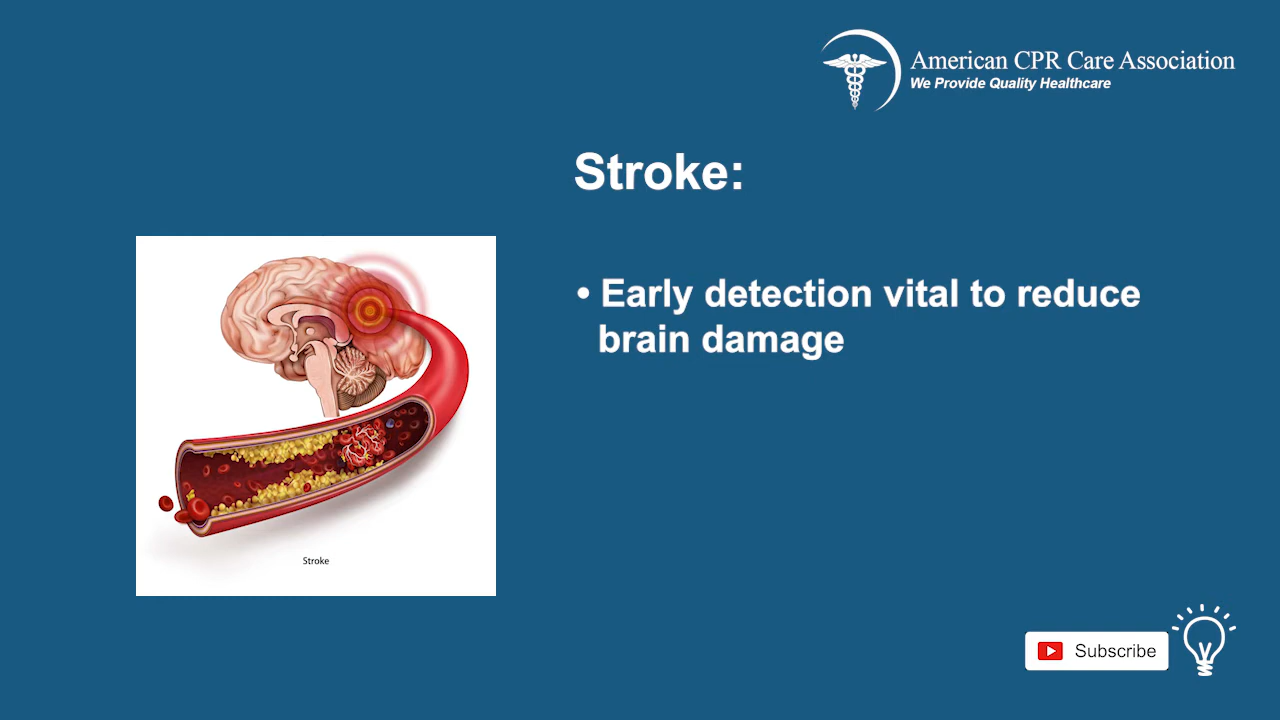 American CPR Care Association
We Provide Quality Healthcare
Stroke:
• Early detection vital to reduce
brain damage
Stroke
Subscribe